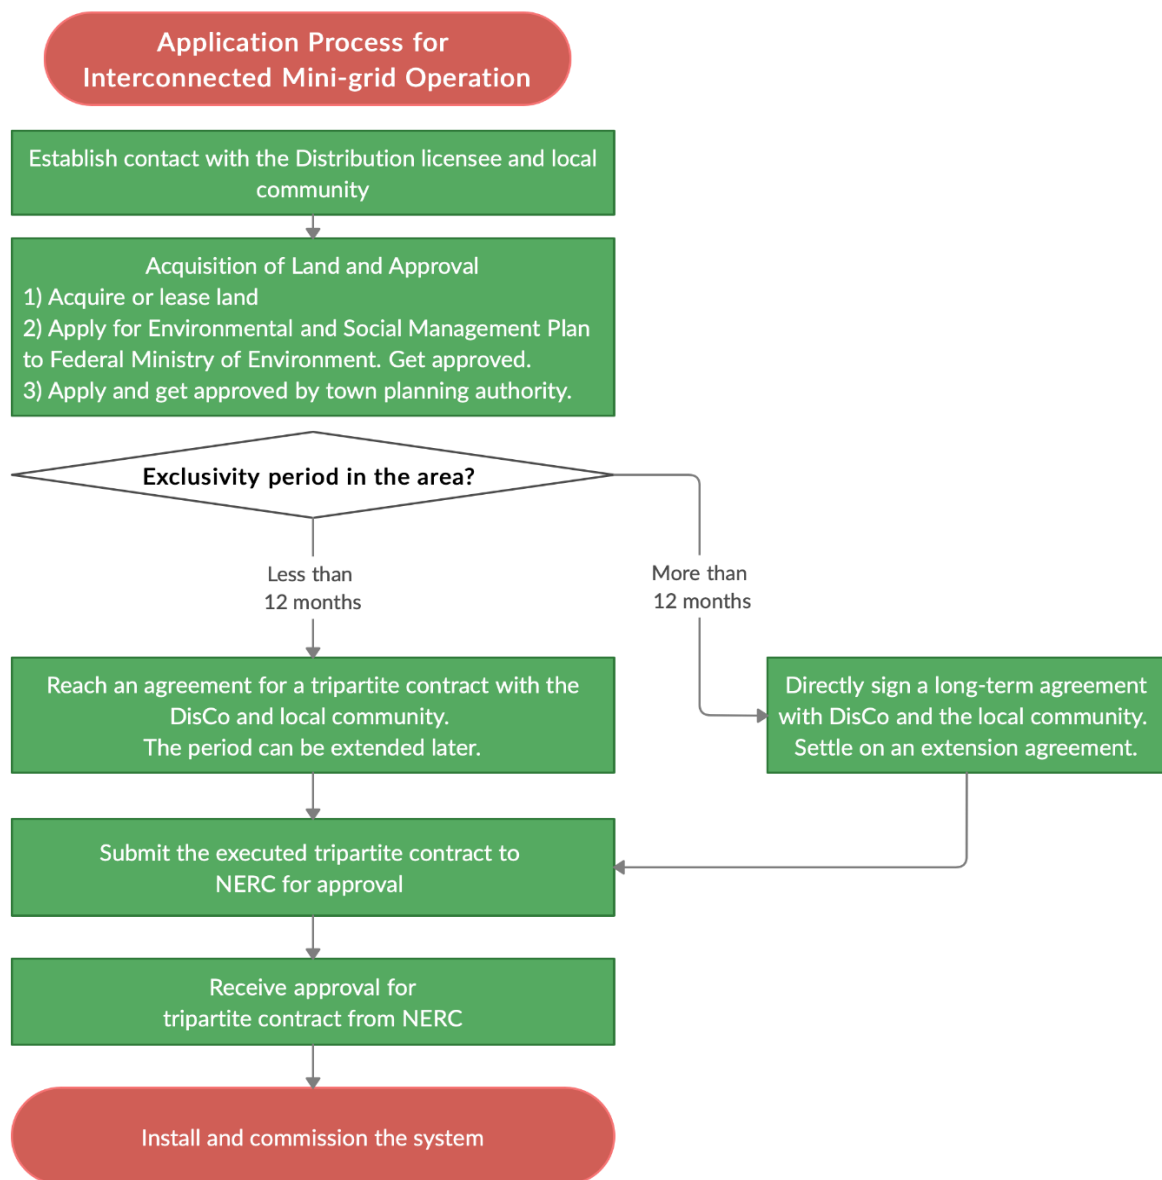 Application Process for
Interconnected Mini-grid Operation
Establish contact with the Distribution licensee and local
community
Acquisition of Land and Approval
1) Acquire or lease land
2) Apply for Environmental and Social Management Plan
to Federal Ministry of Environment. Get approved.
3) Apply and get approved by town planning authority.
Exclusivity period in the area?
Less than
12 months
More than
12 months
Reach an agreement for a tripartite contract with the
DisCo and local community.
The period can be extended later.
Directly sign a long-term agreement
with DisCo and the local community.
Settle on an extension agreement.
Submit the executed tripartite contract to
NERC for approval
Receive approval for
tripartite contract from NERC
Install and commission the system